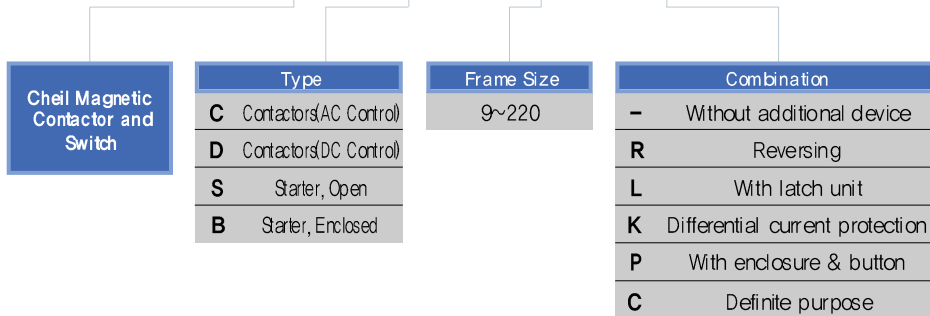 Cheil Magnetic
Contactor and
Switch
Type
C Contactors(AC Control)
D Contactors(DC Control)
S Starter, Open
B Starter, Enclosed
Frame Size
9~220
Combination
– Without additional device
R Reversing
L With latch unit
K Differential current protection
P With enclosure & button
C Definite purpose